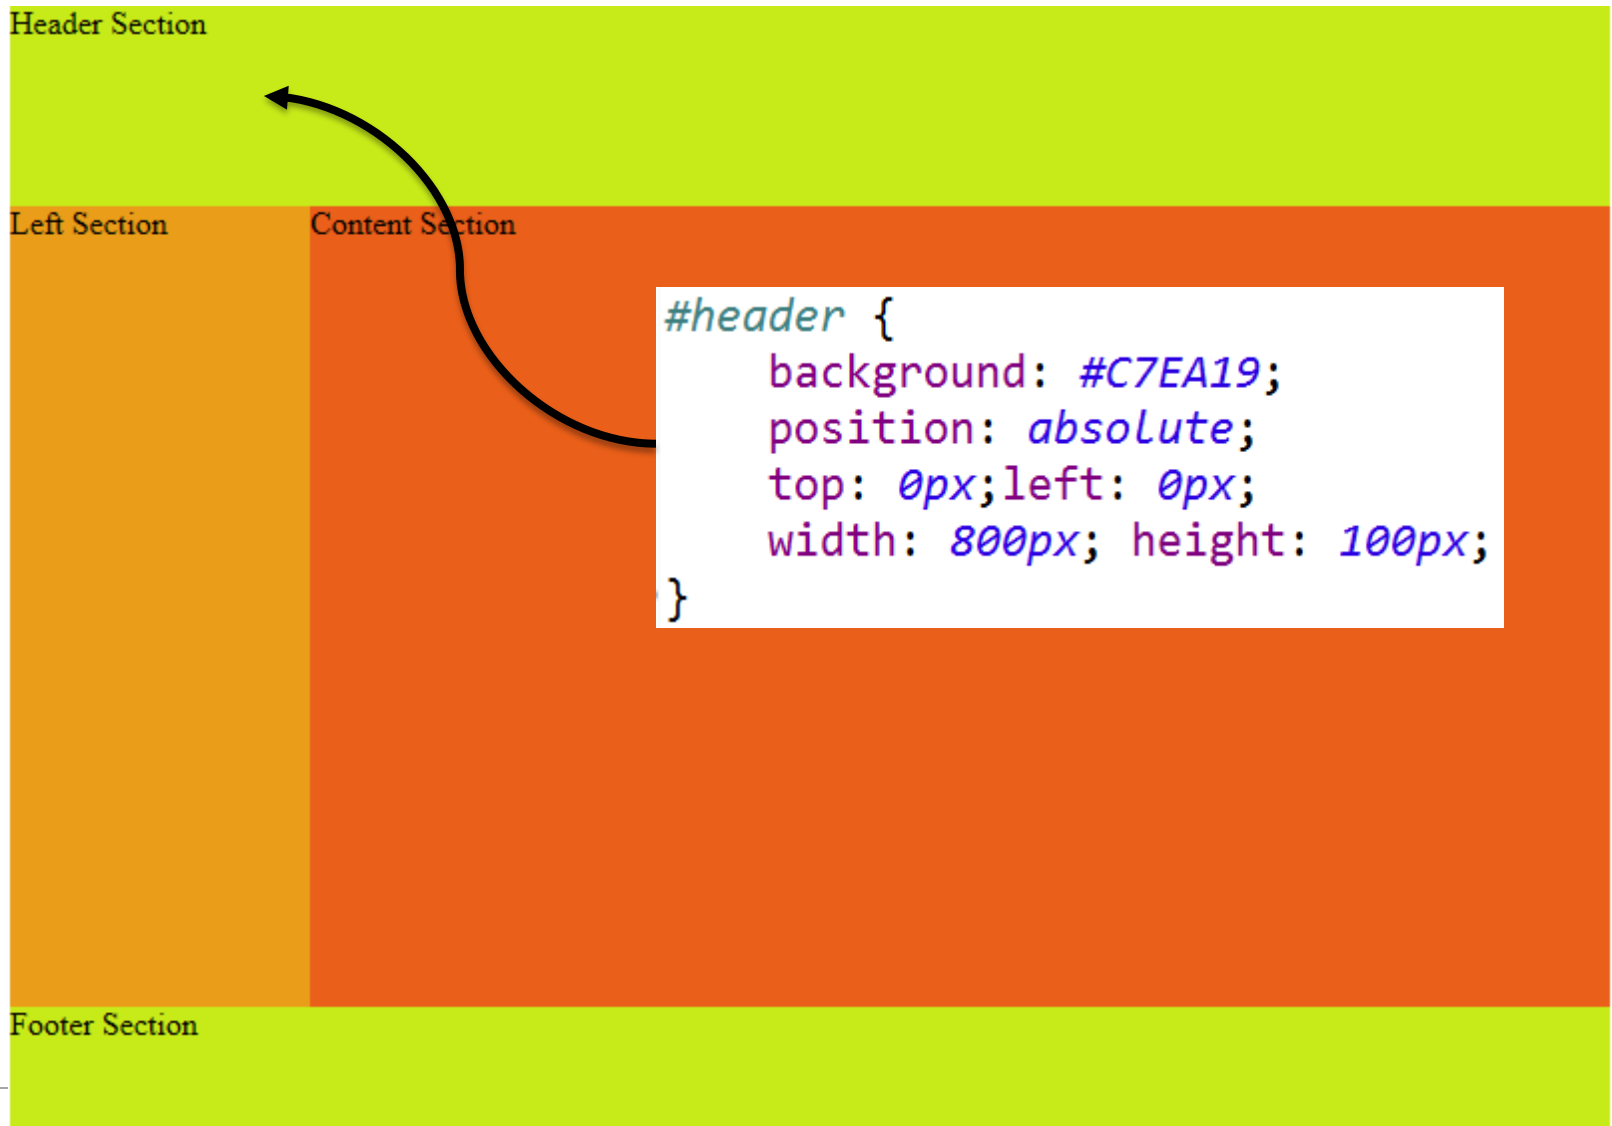 Header Section
Left Section
Content Section
#header {
background: #C7EA19;
position: absolute;
top: 0px;left: 0px;
width: 800px; height: 100px;
}
Footer Section